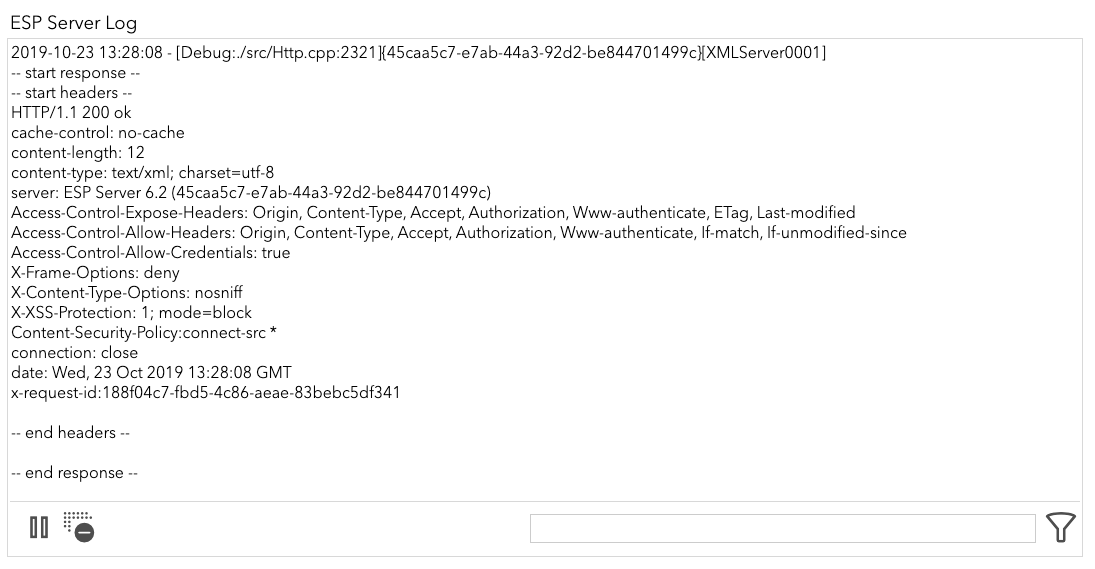 ESP Server Log
2019-10-23 13:28:08 - [Debug:./src/Http.cpp:2321]{45caa5c7-e7ab-44a3-92d2-be844701499c}[XMLServer0001]
-- start response --
-- start headers --
HTTP/1.1 200 ok
cache-control: no-cache
content-length: 12
content-type: text/xml; charset=utf-8
server: ESP Server 6.2 (45caa5c7-e7ab-44a3-92d2-be844701499c)
Access-Control-Expose-Headers: Origin, Content-Type, Accept, Authorization, Www-authenticate, ETag, Last-modified
Access-Control-Allow-Headers: Origin, Content-Type, Accept, Authorization, Www-authenticate, If-match, If-unmodified-since
Access-Control-Allow-Credentials: true
X-Frame-Options: deny
X-Content-Type-Options: nosniff
X-XSS-Protection: 1; mode=block
Content-Security-Policy:connect-src *
connection: close
date: Wed, 23 Oct 2019 13:28:08 GMT
x-request-id:188f04c7-fbd5-4c86-aeae-83bebc5df341
-- end headers --
-- end response --